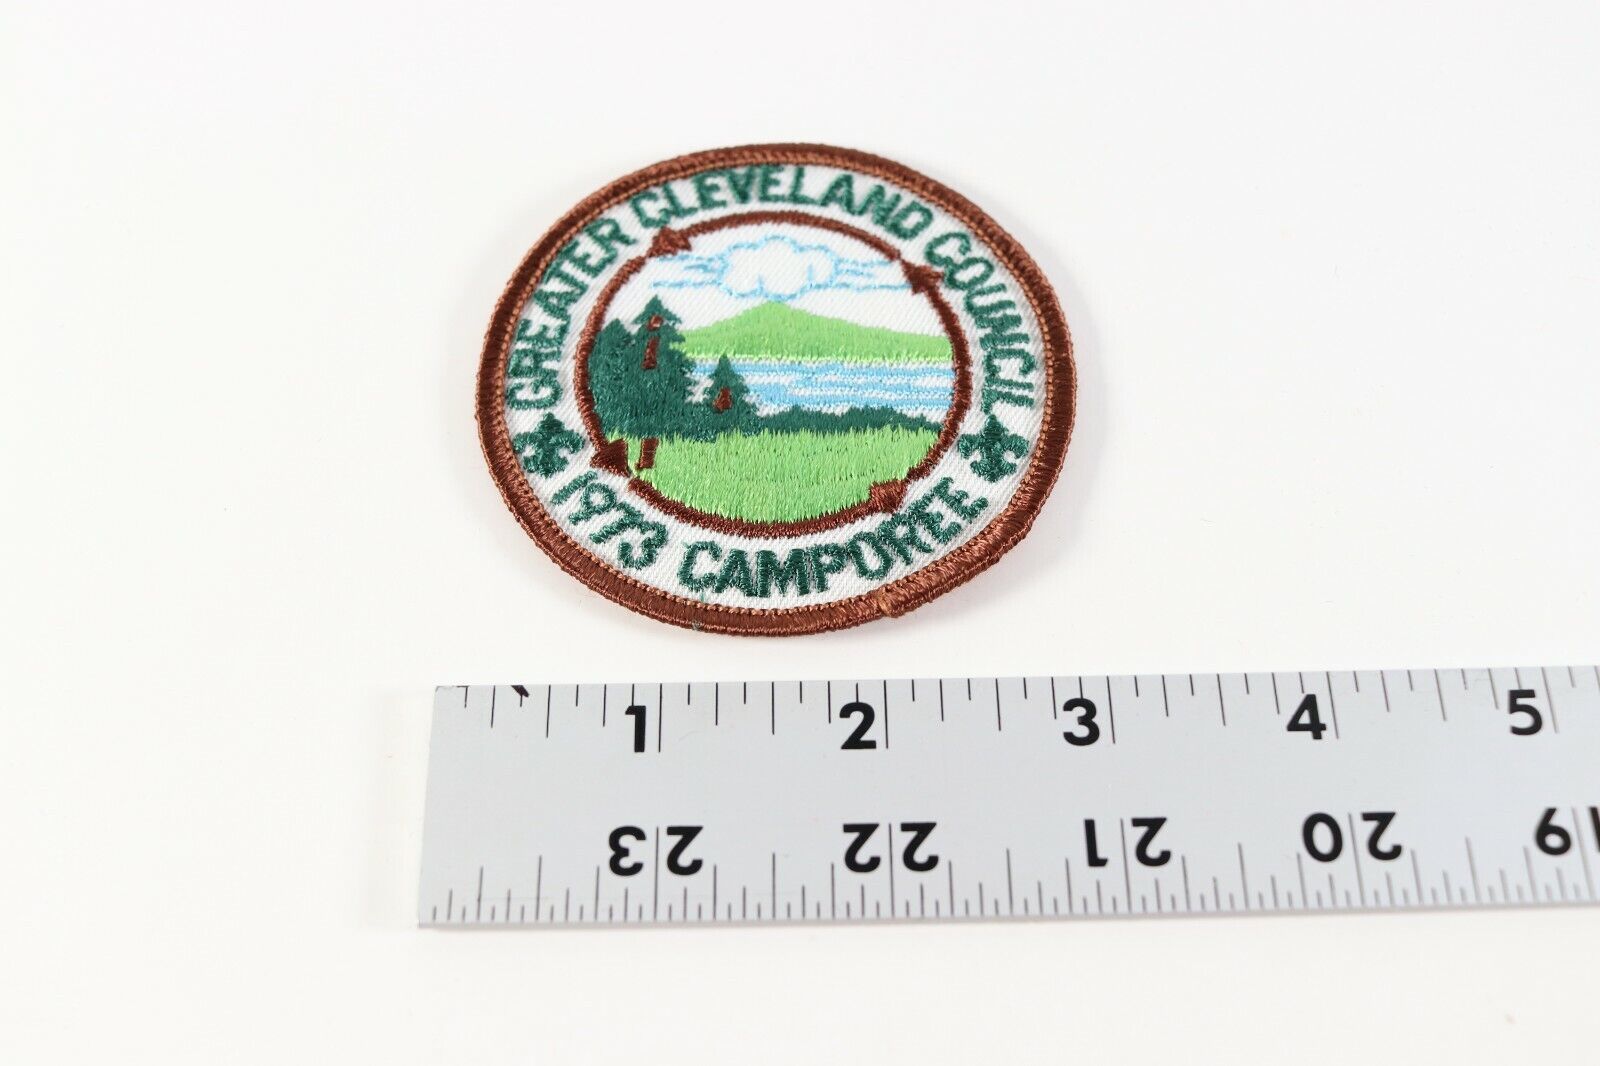 GREATER CLEVELAND COUNCIL
1973 CAMPOREE
1 2 3 4 5
23 22 21 20 19